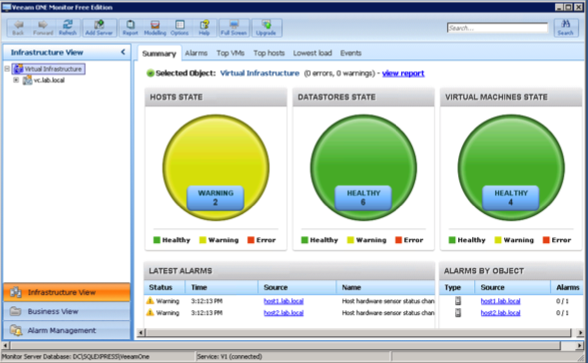 Veeam ONE Monitor Free Edition
Back Forward Refresh Add Server Report Modelling Options Help Full Screen Upgrade Search... Search
Infrastructure View
Summary Alarms Top VMs Top hosts Lowest load Events
Virtual Infrastructure
vc.lab.local
Selected Object: Virtual Infrastructure (0 errors, 0 warnings) - view report
HOSTS STATE DATASTORES STATE VIRTUAL MACHINES STATE
WARNING HEALTHY HEALTHY
2 6 4
Healthy Warning Error Healthy Warning Error Healthy Warning Error
LATEST ALARMS ALARMS BY OBJECT
Status Time Source Name Type Source Alarms
Warning 3:12:13 PM host1.lab.local Host hardware sensor status chan host1.lab.local 0 / 1
Warning 3:12:13 PM host2.lab.local Host hardware sensor status chan host2.lab.local 0 / 1
Infrastructure View
Business View
Alarm Management
Monitor Server Database: DC\SQLEXPRESS\VeeamOne Service: V1 (connected)